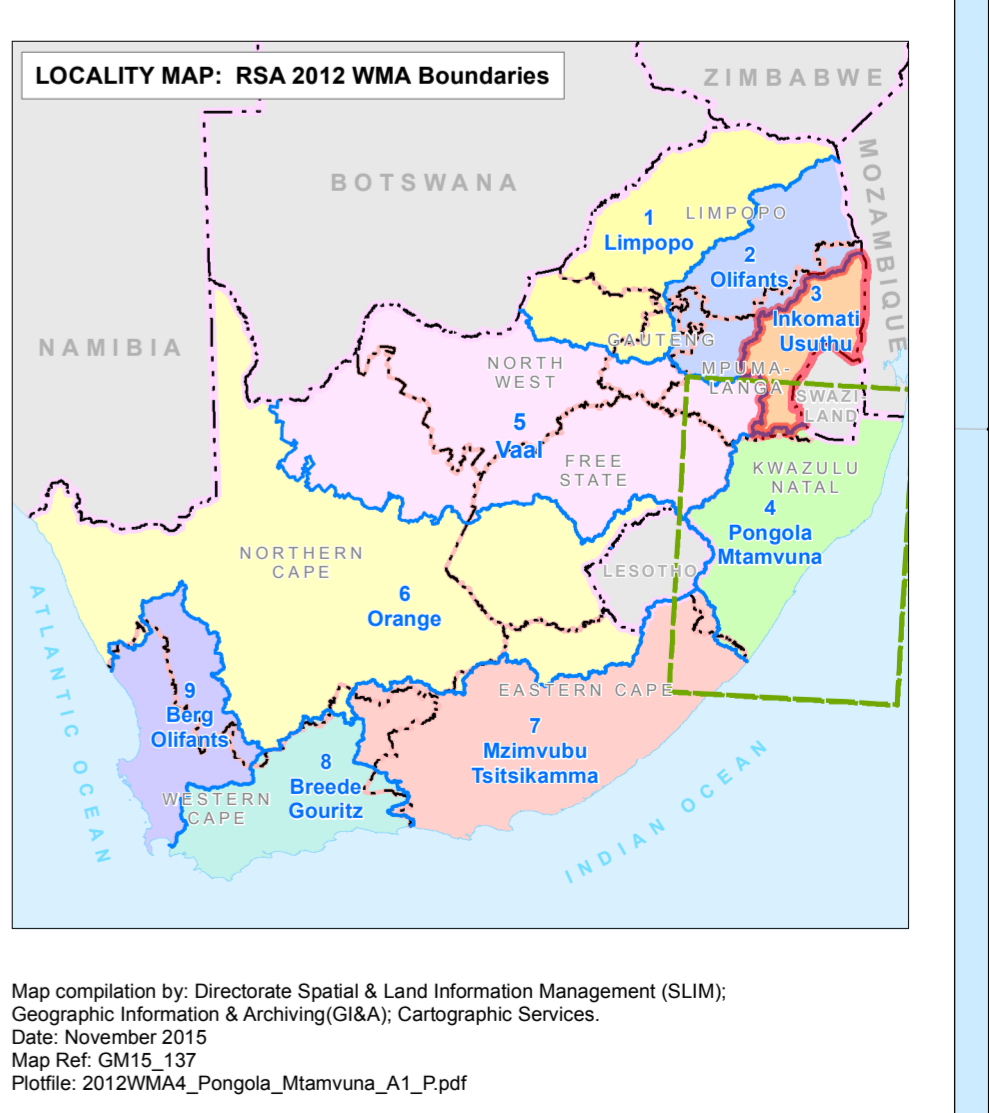 LOCALITY MAP: RSA 2012 WMA Boundaries
ZIMBABWE
MOZAMBIQUE
BOTSWANA
LIMPOPO
1
Limpopo
2
Olifants
3
Inkomati
Usuthu
NAMIBIA
GAUTENG
NORTH
WEST
MPUMA-
LANGA
SWAZI
LAND
5
Vaal
FREE
STATE
KWAZULU
NATAL
4
Pongola
Mtamvuna
NORTHERN
CAPE
LESOTHO
6
Orange
ATLANTIC OCEAN
9
Berg
Olifants
EASTERN CAPE
7
Mzimvubu
Tsitsikamma
8
Breede
Gouritz
WESTERN
CAPE
INDIAN OCEAN
Map compilation by: Directorate Spatial & Land Information Management (SLIM);
Geographic Information & Archiving(GI&A); Cartographic Services.
Date: November 2015
Map Ref: GM15_137
Plotfile: 2012WMA4_Pongola_Mtamvuna_A1_P.pdf